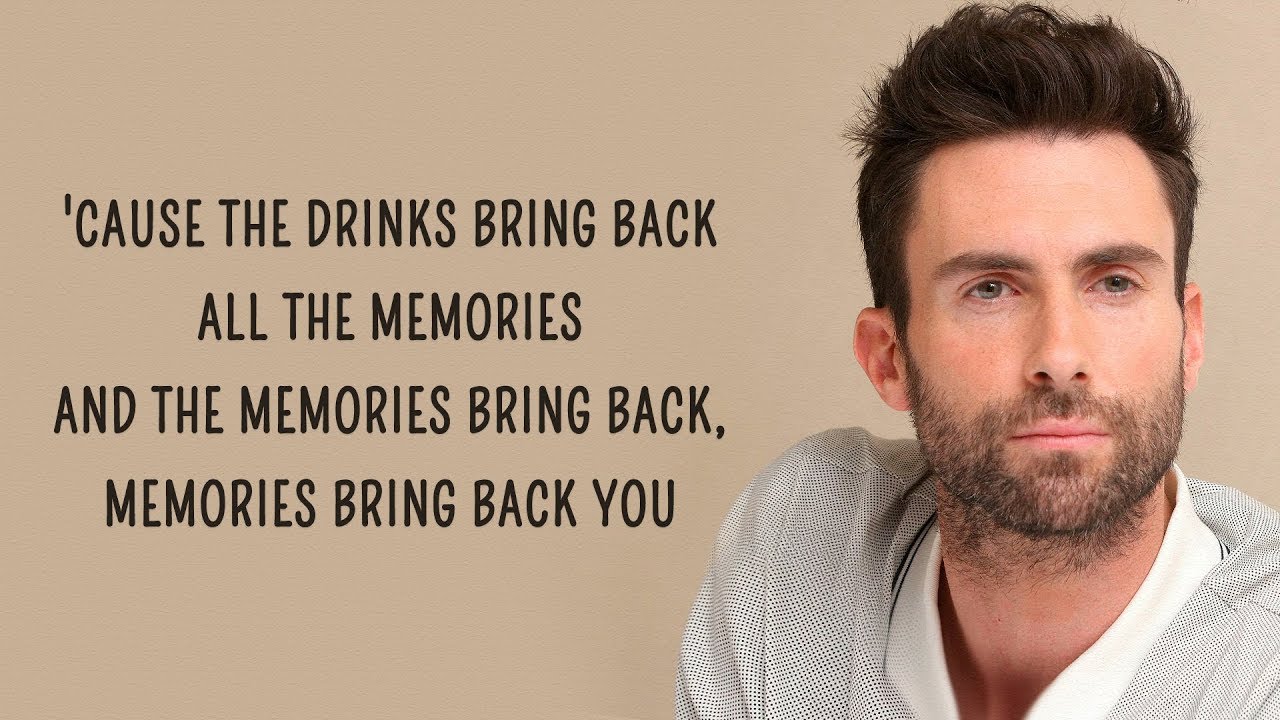 'CAUSE THE DRINKS BRING BACK
ALL THE MEMORIES
AND THE MEMORIES BRING BACK,
MEMORIES BRING BACK YOU